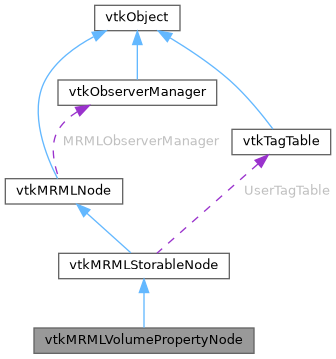 vtkObject
vtkObserverManager
MRMLObserverManager
vtkTagTable
vtkMRMLNode
UserTagTable
vtkMRMLStorableNode
vtkMRMLVolumePropertyNode